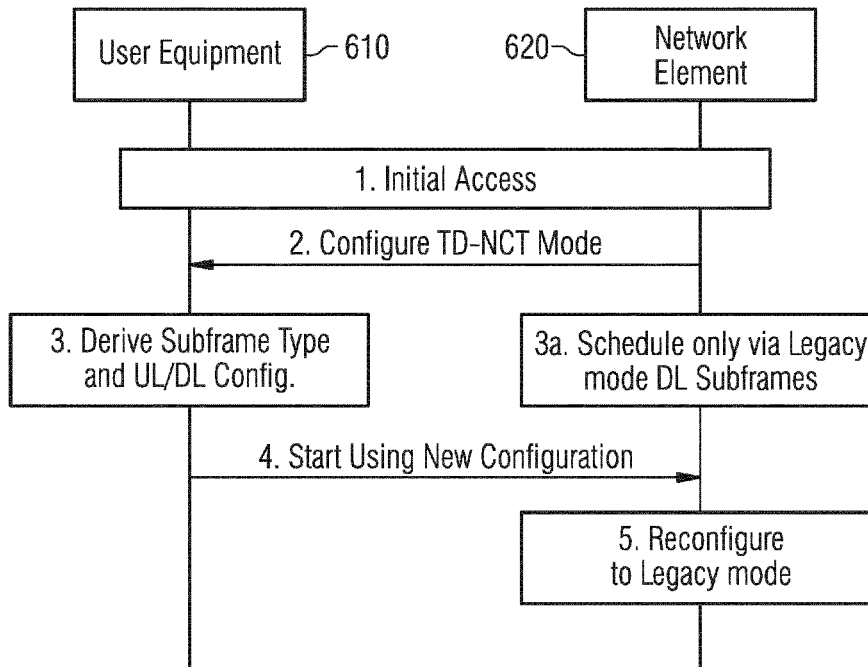 User Equipment
610
620
Network
Element
1. Initial Access
2. Configure TD-NCT Mode
3. Derive Subframe Type
and UL/DL Config.
3a. Schedule only via Legacy
mode DL Subframes
4. Start Using New Configuration
5. Reconfigure
to Legacy mode